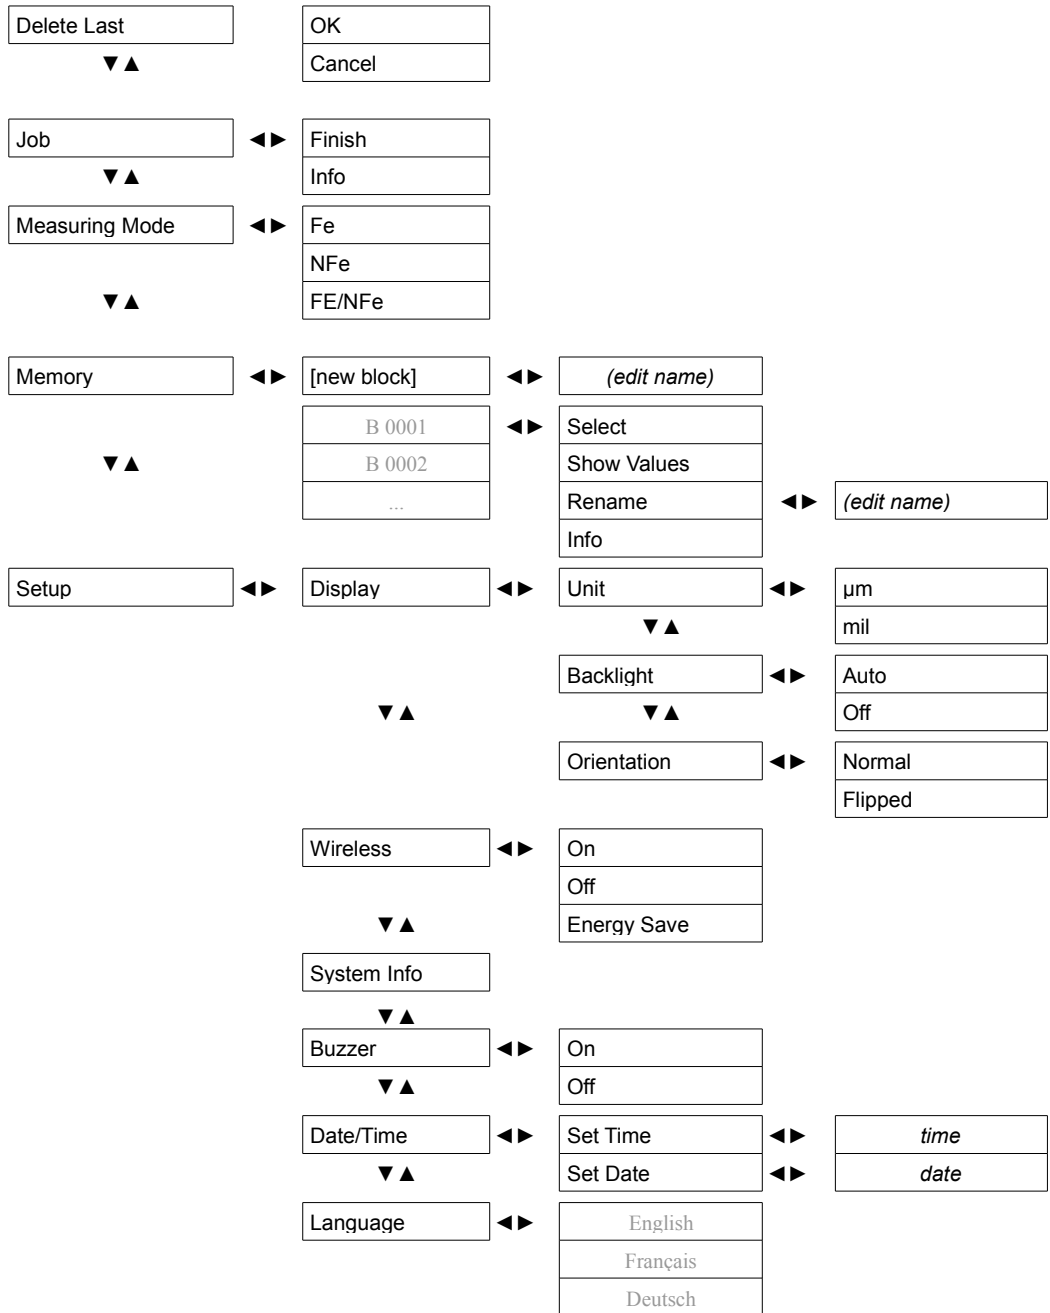 Delete Last OK
▼▲ Cancel
Job ◄► Finish
▼▲ Info
Measuring Mode ◄► Fe
NFe
▼▲ FE/NFe
Memory ◄► [new block] ◄► (edit name)
B 0001 ◄► Select
▼▲ B 0002 Show Values
... Rename ◄► (edit name)
Info
Setup ◄► Display ◄► Unit ◄► µm
▼▲ mil
Backlight ◄► Auto
▼▲ ▼▲ Off
Orientation ◄► Normal
Flipped
Wireless ◄► On
Off
▼▲ Energy Save
System Info
▼▲
Buzzer ◄► On
▼▲ Off
Date/Time ◄► Set Time ◄► time
▼▲ Set Date ◄► date
Language ◄► English
Français
Deutsch